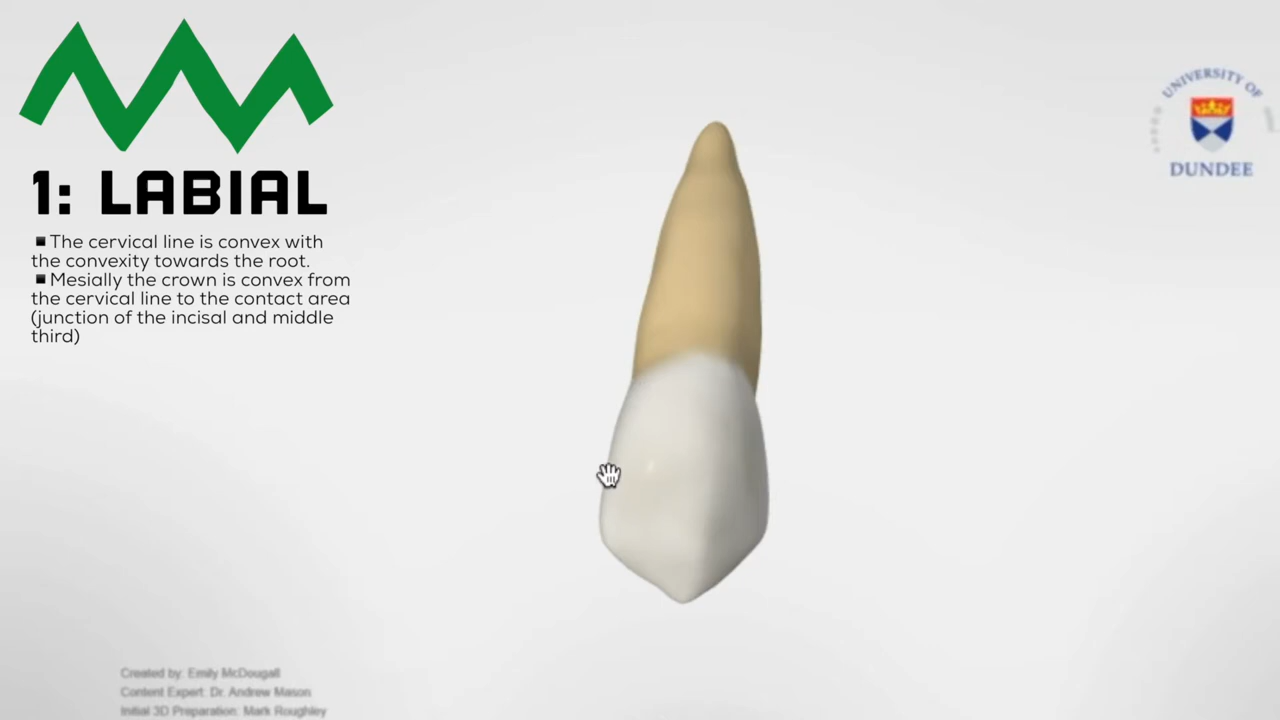 1: LABIAL
▪The cervical line is convex with
the convexity towards the root.
▪Mesially the crown is convex from
the cervical line to the contact area
(junction of the incisal and middle
third)
UNIVERSITY OF
DUNDEE
Created by: Emily McDougall
Content Expert: Dr. Andrew Mason
Initial 3D Preparation: Mark Roughley